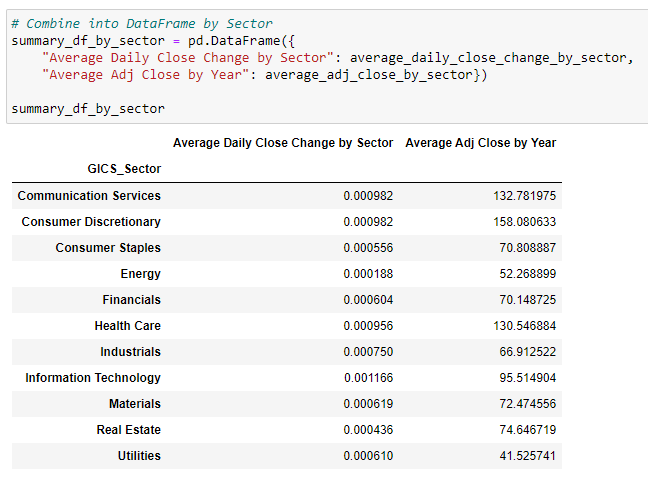 # Combine into DataFrame by Sector
summary_df_by_sector = pd.DataFrame({
    "Average Daily Close Change by Sector": average_daily_close_change_by_sector,
    "Average Adj Close by Year": average_adj_close_by_sector})
summary_df_by_sector
Average Daily Close Change by Sector Average Adj Close by Year
GICS_Sector
Communication Services 0.000982 132.781975
Consumer Discretionary 0.000982 158.080633
Consumer Staples 0.000556 70.808887
Energy 0.000188 52.268899
Financials 0.000604 70.148725
Health Care 0.000956 130.546884
Industrials 0.000750 66.912522
Information Technology 0.001166 95.514904
Materials 0.000619 72.474556
Real Estate 0.000436 74.646719
Utilities 0.000610 41.525741